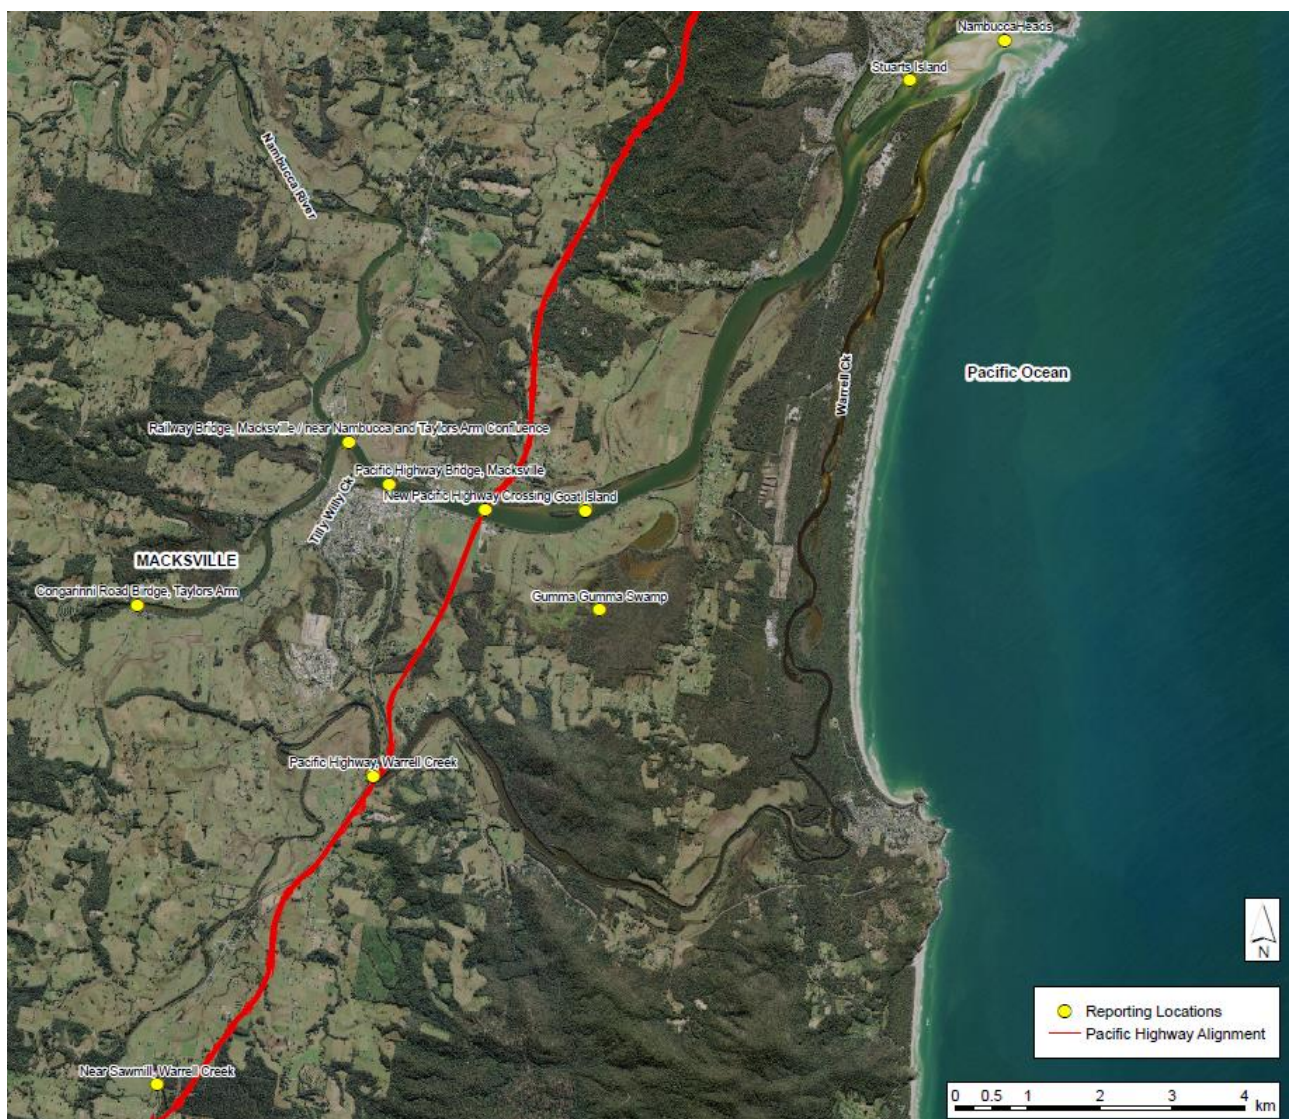 NambuccaHeads
Stuarts Island
Nambucca River
Warrell Ck
Pacific Ocean
Railway Bridge, Macksville / near Nambucca and Taylors Arm Confluence
Pacific Highway Bridge, Macksville
Tilly Willy Ck
New Pacific Highway Crossing
Goat Island
MACKSVILLE
Congarinni Road Birdge, Taylors Arm
Gumma Gumma Swamp
Pacific Highway, Warrell Creek
Near Sawmill, Warrell Creek
N
Reporting Locations
Pacific Highway Alignment
0 0.5 1 2 3 4
km